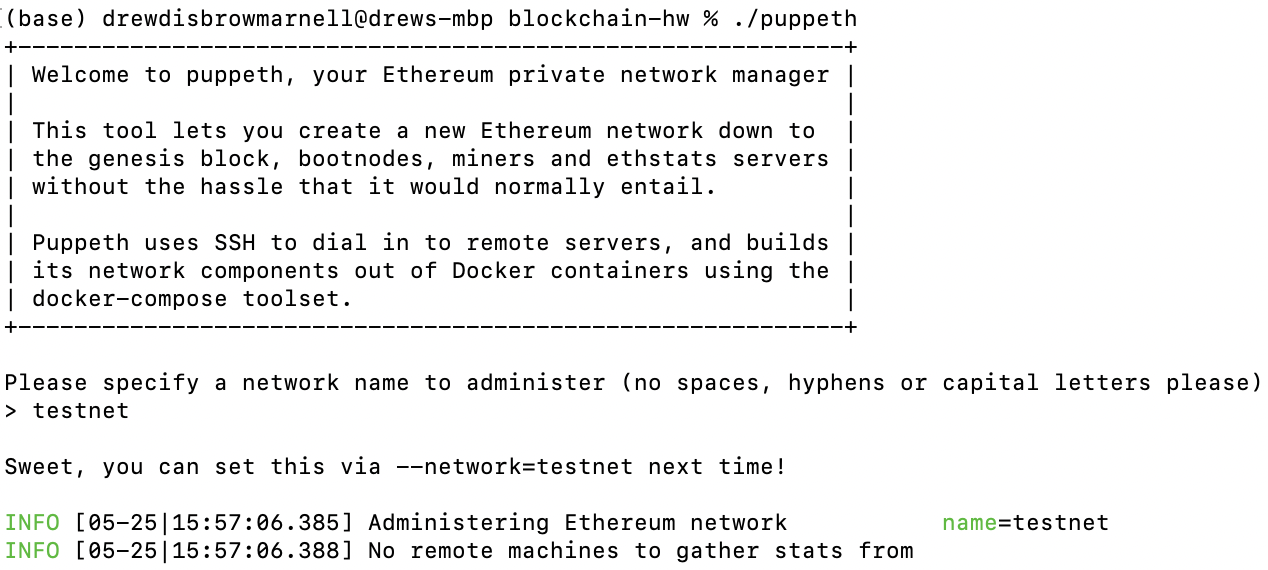 (base) drewdisbrowmarnell@drews-mbp blockchain-hw % ./puppeth
+-----------------------------------------------------------+
| Welcome to puppeth, your Ethereum private network manager |
|                                                           |
| This tool lets you create a new Ethereum network down to  |
| the genesis block, bootnodes, miners and ethstats servers |
| without the hassle that it would normally entail.         |
|                                                           |
| Puppeth uses SSH to dial in to remote servers, and builds |
| its network components out of Docker containers using the |
| docker-compose toolset.                                   |
+-----------------------------------------------------------+
Please specify a network name to administer (no spaces, hyphens or capital letters please)
> testnet
Sweet, you can set this via --network=testnet next time!
INFO [05-25|15:57:06.385] Administering Ethereum network           name=testnet
INFO [05-25|15:57:06.388] No remote machines to gather stats from